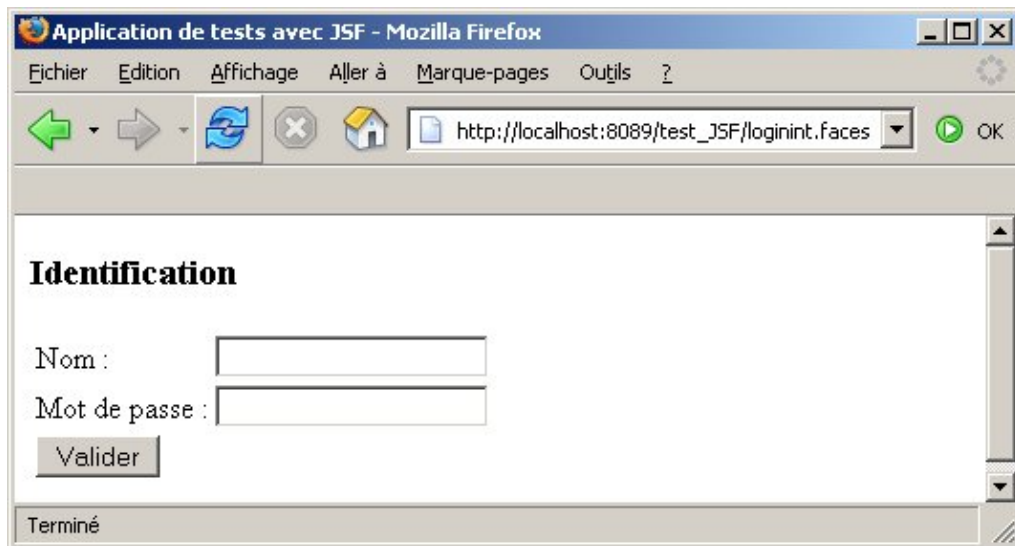 Application de tests avec JSF - Mozilla Firefox
Fichier Edition Affichage Aller à Marque-pages Outils ?
http://localhost:8089/test_JSF/loginint.faces OK
Identification
Nom :
Mot de passe :
Valider
Terminé